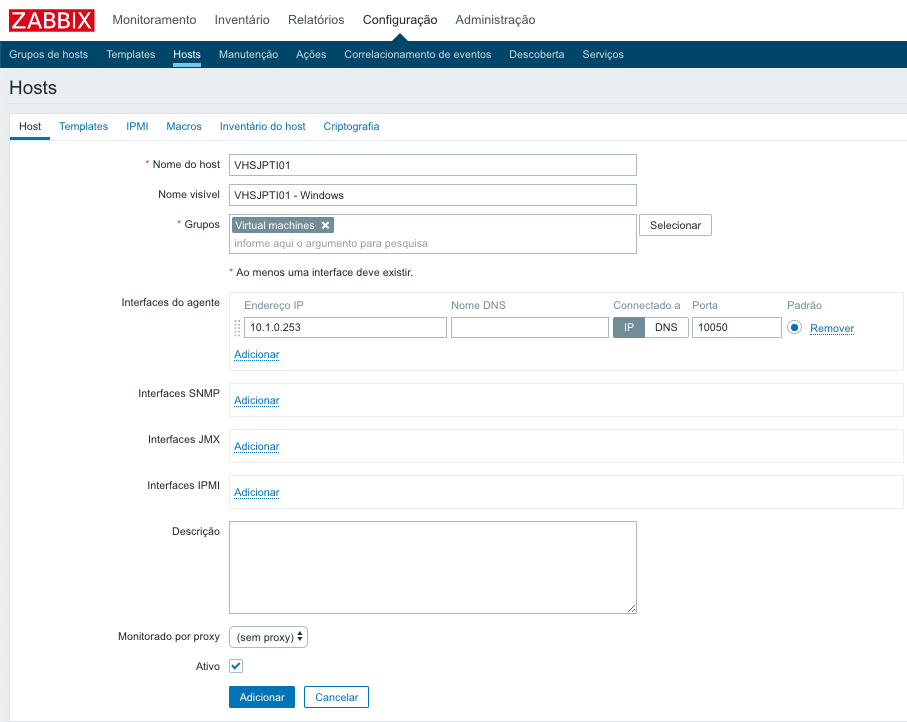 ZABBIX Monitoramento Inventário Relatórios Configuração Administração
Grupos de hosts Templates Hosts Manutenção Ações Correlacionamento de eventos Descoberta Serviços
Hosts
Host Templates IPMI Macros Inventário do host Criptografia
* Nome do host VHSJPTI01
Nome visível VHSJPTI01 - Windows
* Grupos Virtual machines Selecionar
informe aqui o argumento para pesquisa
* Ao menos uma interface deve existir.
Interfaces do agente Endereço IP Nome DNS Connectado a Porta Padrão
10.1.0.253 IP DNS 10050 Remover
Adicionar
Interfaces SNMP Adicionar
Interfaces JMX Adicionar
Interfaces IPMI Adicionar
Descrição
Monitorado por proxy (sem proxy)
Ativo
Adicionar Cancelar